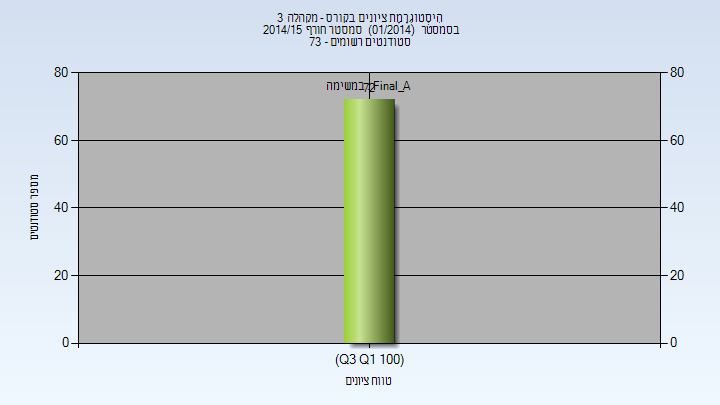 היסטוגרמת ציונים בקורס - מקהלה 3
בסמסטר (01/2014) סמסטר חורף 2014/15
סטודנטים רשומים - 73
במשימה Final_A
72
80
60
40
20
0
80
60
40
20
0
מספר סטודנטים
(Q3 Q1 100)
טווח ציונים